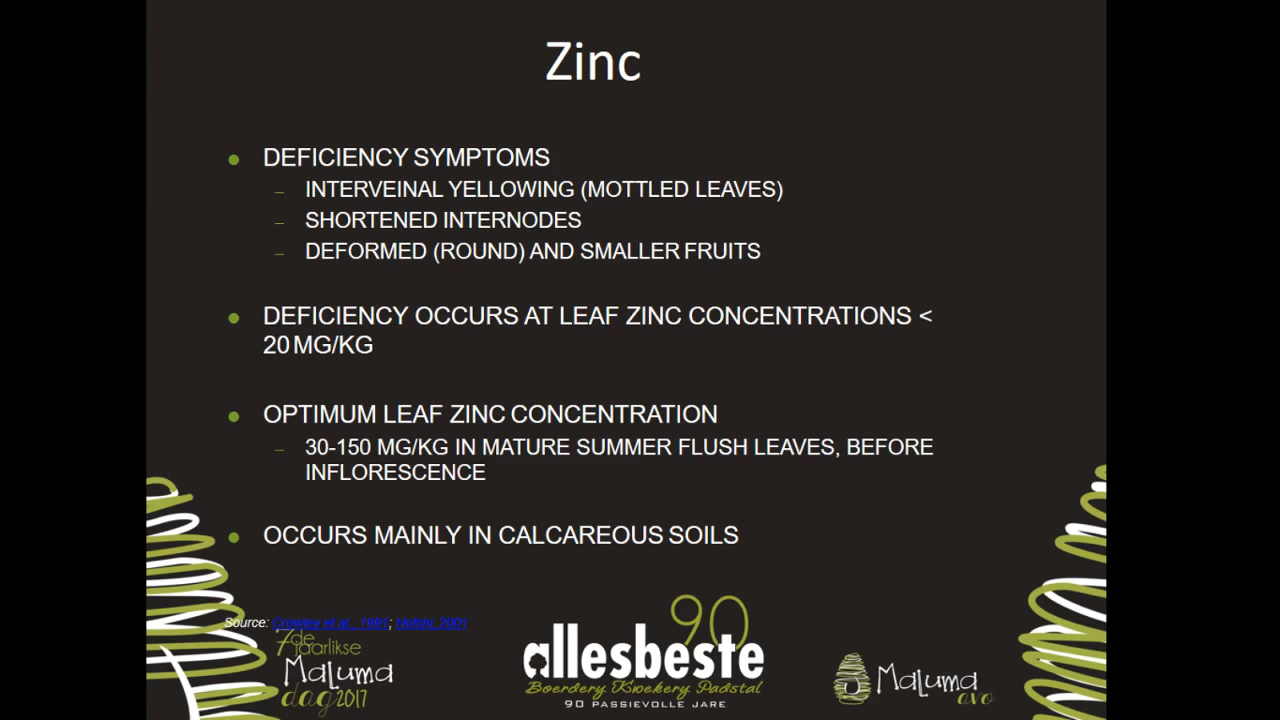 Zinc
DEFICIENCY SYMPTOMS
INTERVEINAL YELLOWING (MOTTLED LEAVES)
SHORTENED INTERNODES
DEFORMED (ROUND) AND SMALLER FRUITS
DEFICIENCY OCCURS AT LEAF ZINC CONCENTRATIONS <
20 MG/KG
OPTIMUM LEAF ZINC CONCENTRATION
30-150 MG/KG IN MATURE SUMMER FLUSH LEAVES, BEFORE
INFLORESCENCE
OCCURS MAINLY IN CALCAREOUS SOILS
Source: Crowley et al., 1991; 2001
7de
jaarlikse
Maluma
dag 2017
90
allesbeste
Boerdery Kwekery Padstal
90 PASSIEVOLLE JARE
Maluma
avo